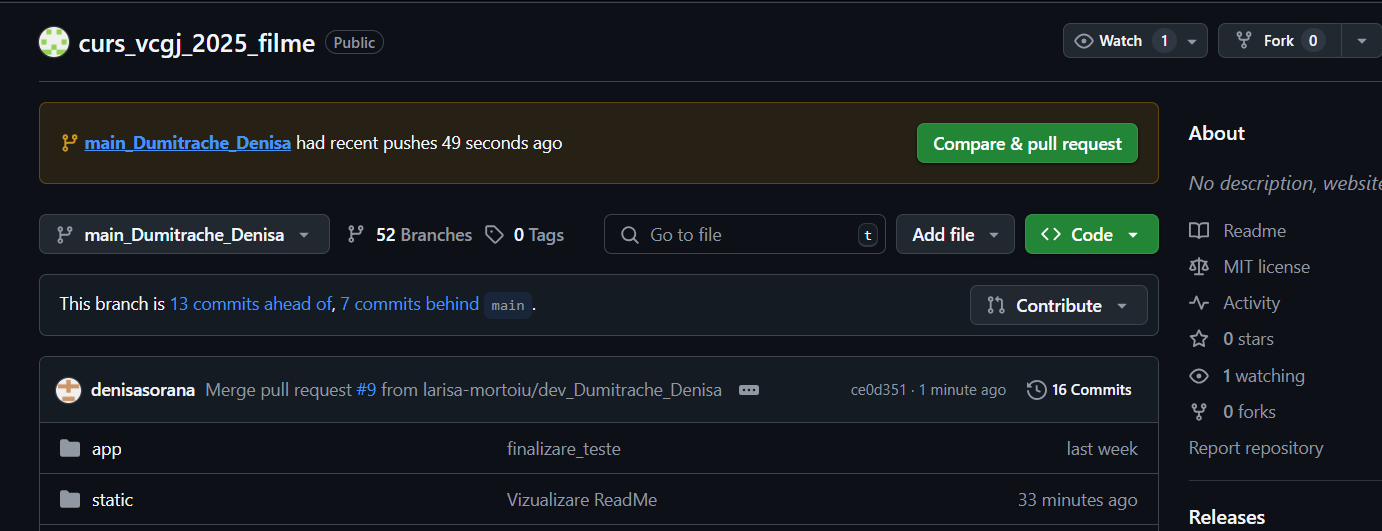 curs_vcgj_2025_filme Public Watch 1 Fork 0
main_Dumitrache_Denisa had recent pushes 49 seconds ago Compare & pull request
main_Dumitrache_Denisa 52 Branches 0 Tags Go to file t Add file Code
This branch is 13 commits ahead of, 7 commits behind main. Contribute
denisasorana Merge pull request #9 from larisa-mortoiu/dev_Dumitrache_Denisa ce0d351 · 1 minute ago 16 Commits
app finalizare_teste last week
static Vizualizare ReadMe 33 minutes ago
About
No description, website
Readme
MIT license
Activity
0 stars
1 watching
0 forks
Report repository
Releases